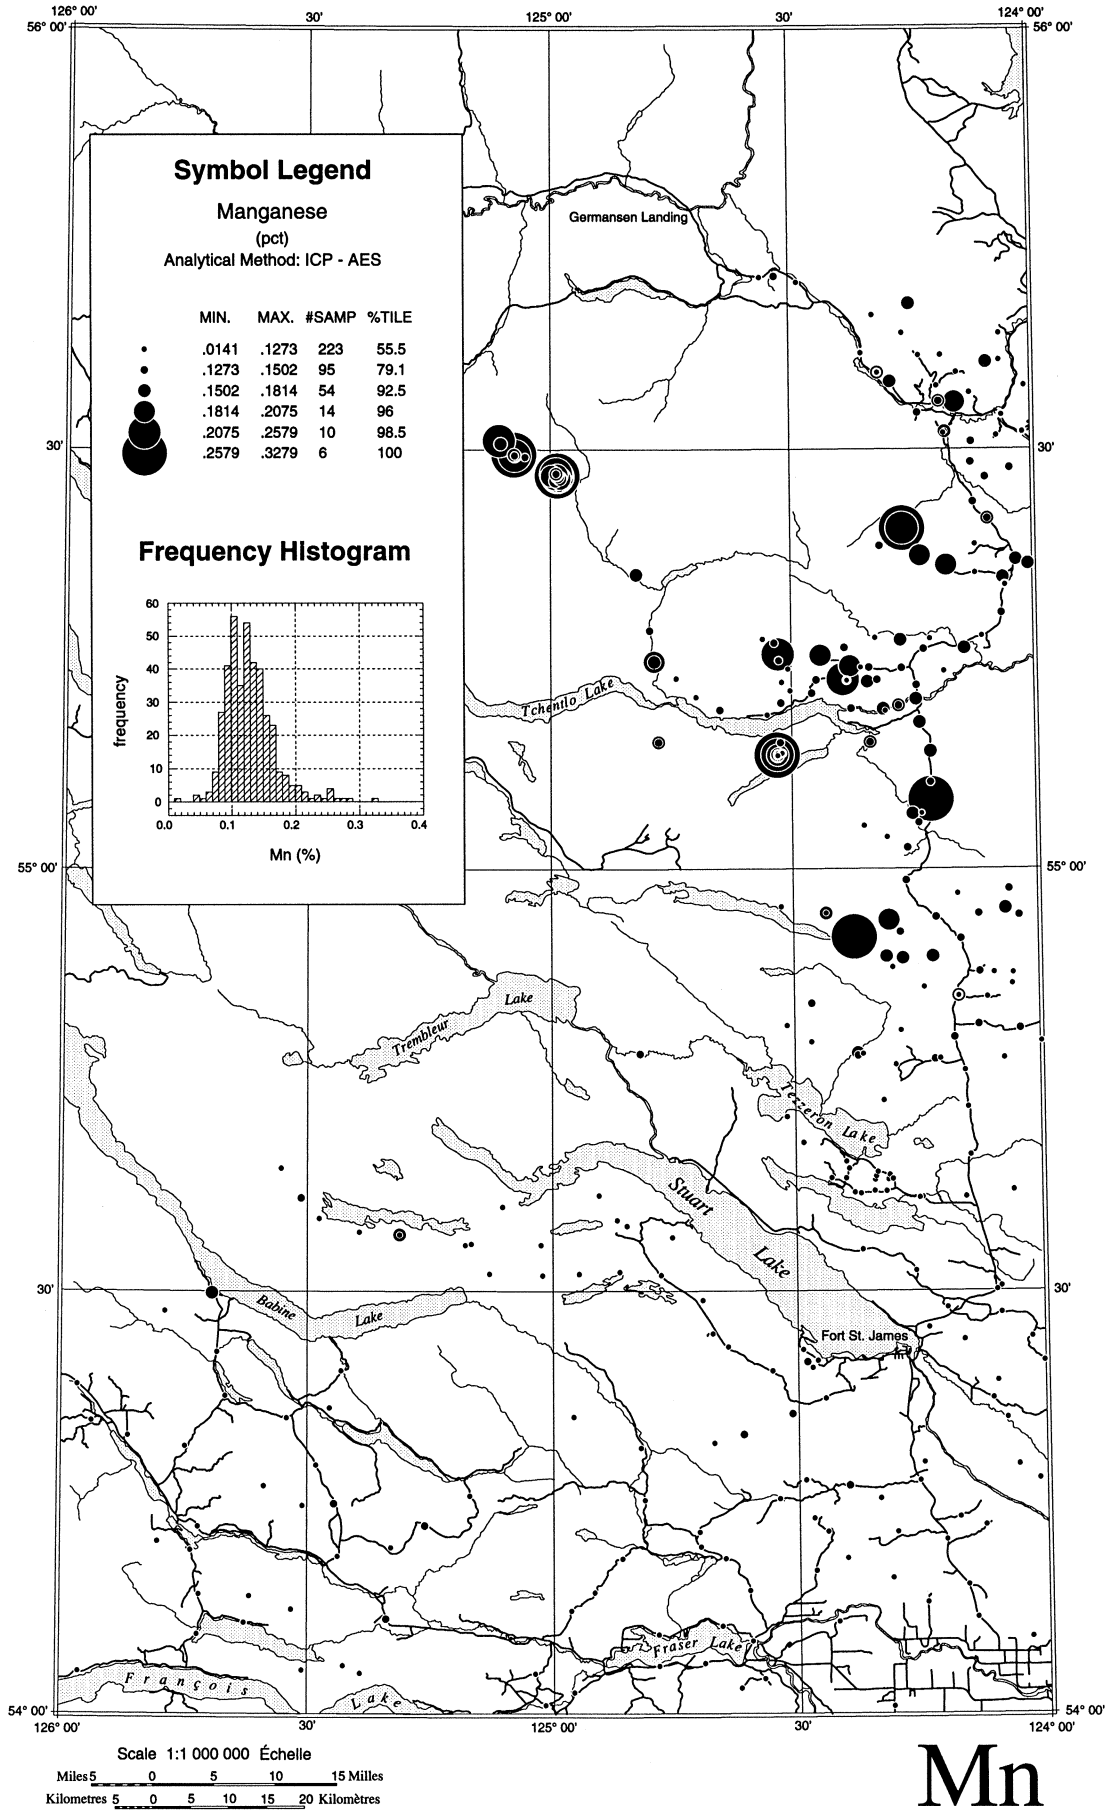 126° 00' 30' 125° 00' 30' 124° 00'
56° 00' 56° 00'
Symbol Legend
Manganese
(pct)
Analytical Method: ICP - AES
MIN. MAX. #SAMP %TILE
.0141 .1273 223 55.5
.1273 .1502 95 79.1
.1502 .1814 54 92.5
.1814 .2075 14 96
.2075 .2579 10 98.5
.2579 .3279 6 100
Germansen Landing
30' 30'
Frequency Histogram
60
50
40
30
20
10
0
frequency
0.0 0.1 0.2 0.3 0.4
Mn (%)
Tchentlo Lake
55° 00' 55° 00'
Trembleur Lake
Tezzeron Lake
Stuart Lake
30' 30'
Babine Lake
Fort St. James
Fraser Lake
François Lake
54° 00' 54° 00'
126° 00' 30' 125° 00' 30' 124° 00'
Scale 1:1 000 000 Échelle
Miles 5 0 5 10 15 Milles
Kilometres 5 0 5 10 15 20 Kilomètres
Mn